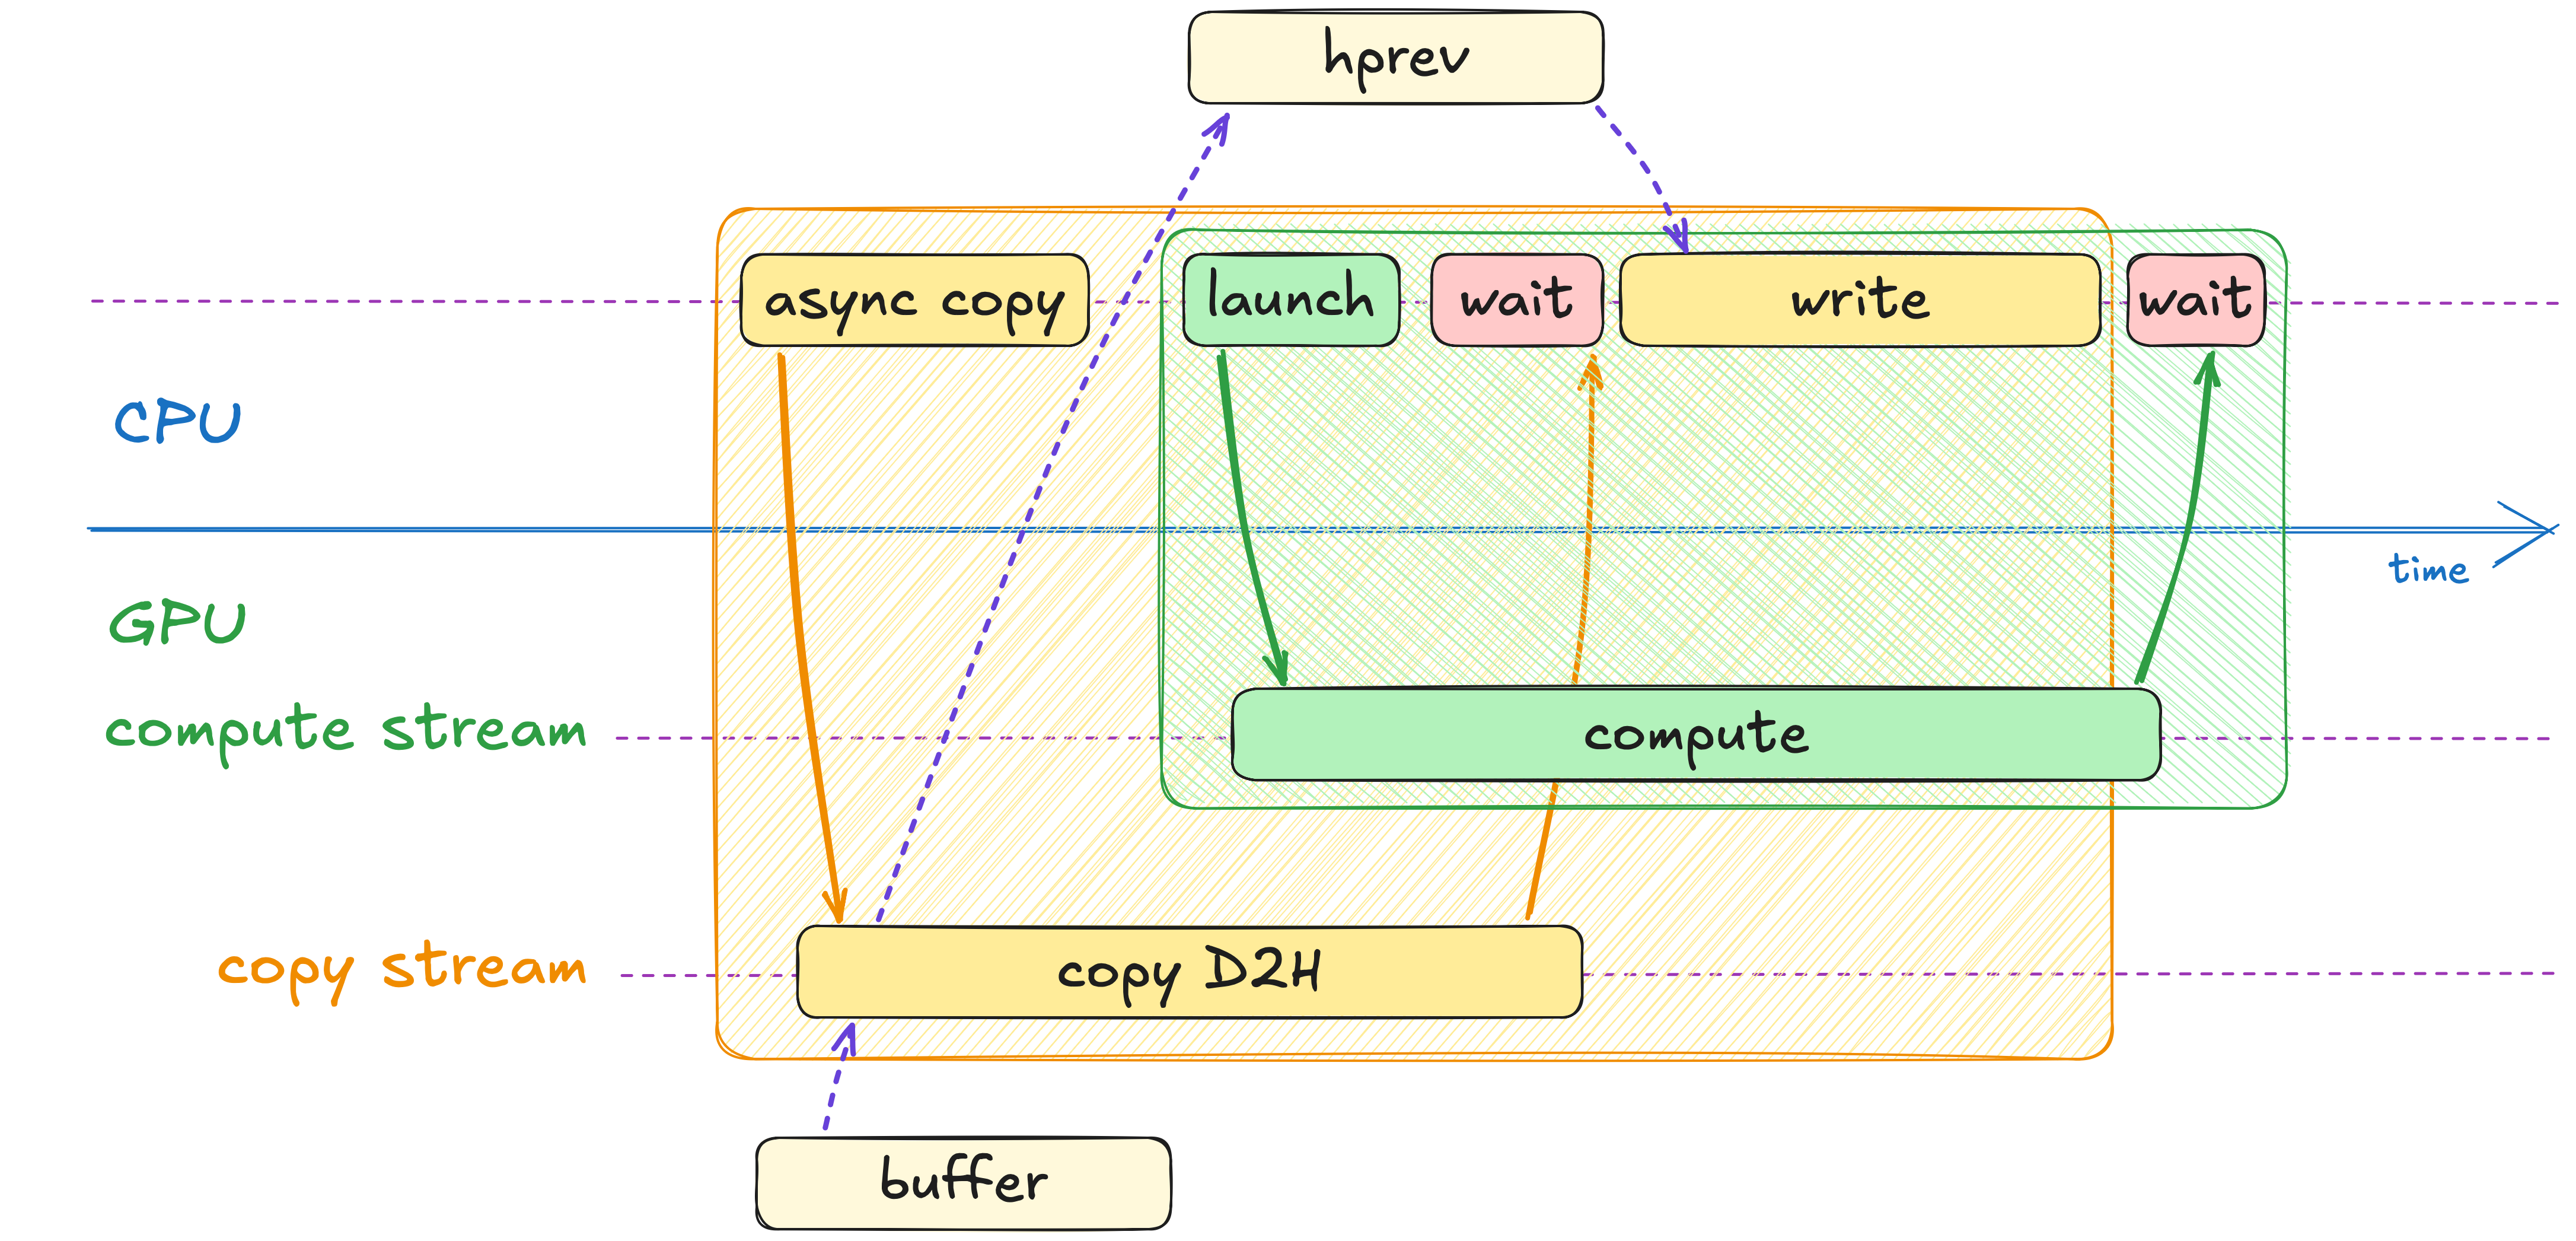 hprev
async copy
launch
wait
write
wait
CPU
time
GPU
compute stream
compute
copy stream
copy D2H
buffer